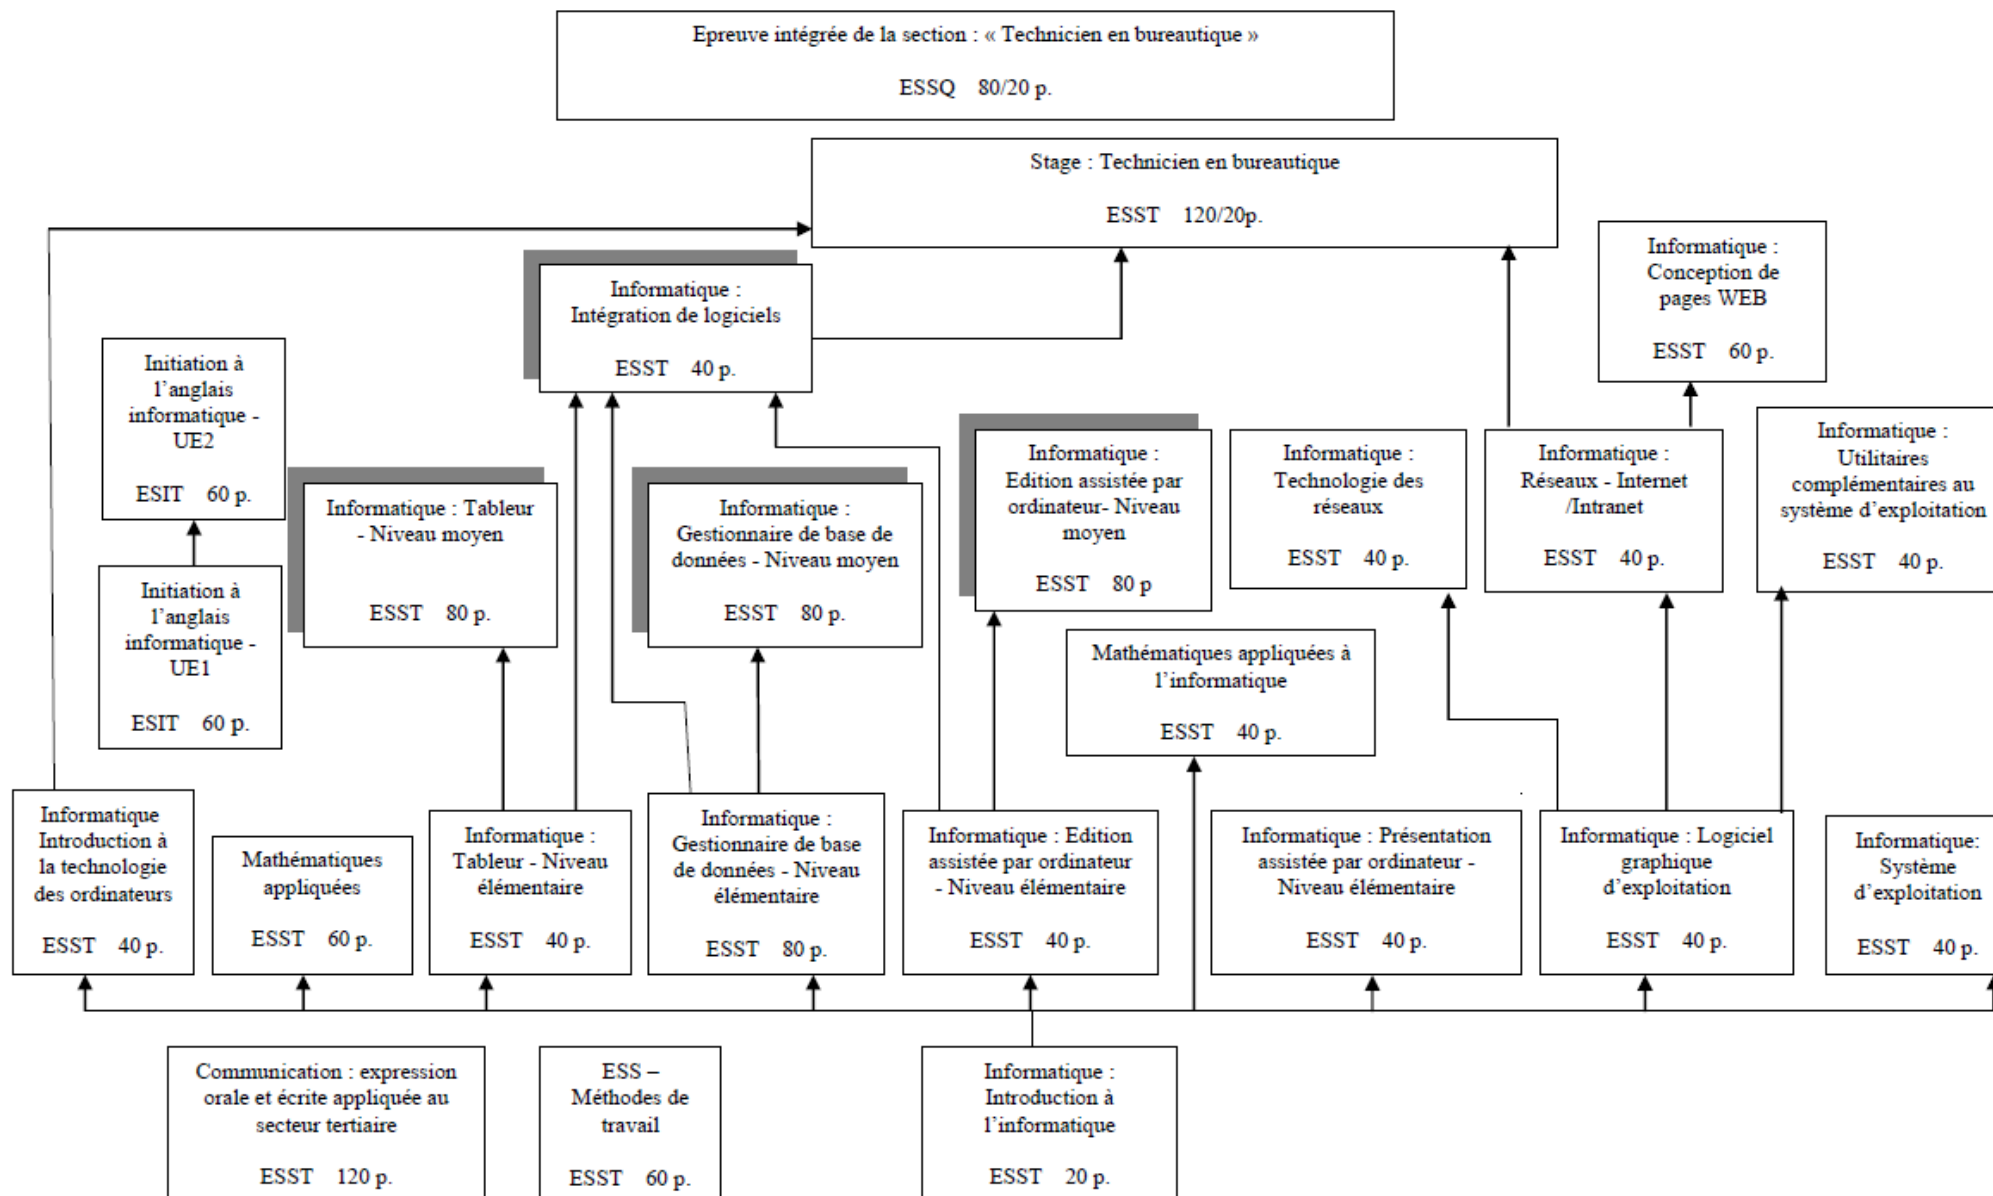 Epreuve intégrée de la section : « Technicien en bureautique »
ESSQ 80/20 p.
Stage : Technicien en bureautique
ESST 120/20p.
Informatique :
Conception de
pages WEB
ESST 60 p.
Informatique :
Intégration de logiciels
ESST 40 p.
Initiation à
l’anglais
informatique -
UE2
ESIT 60 p.
Informatique : Tableur
- Niveau moyen
ESST 80 p.
Informatique :
Gestionnaire de base de
données - Niveau moyen
ESST 80 p.
Informatique :
Edition assistée par
ordinateur- Niveau
moyen
ESST 80 p
Informatique :
Technologie des
réseaux
ESST 40 p.
Informatique :
Réseaux - Internet
/Intranet
ESST 40 p.
Informatique :
Utilitaires
complémentaires au
système d’exploitation
ESST 40 p.
Initiation à
l’anglais
informatique -
UE1
ESIT 60 p.
Mathématiques appliquées à
l’informatique
ESST 40 p.
Informatique
Introduction à
la technologie
des ordinateurs
ESST 40 p.
Mathématiques
appliquées
ESST 60 p.
Informatique :
Tableur - Niveau
élémentaire
ESST 40 p.
Informatique :
Gestionnaire de base
de données - Niveau
élémentaire
ESST 80 p.
Informatique : Edition
assistée par ordinateur
- Niveau élémentaire
ESST 40 p.
Informatique : Présentation
assistée par ordinateur -
Niveau élémentaire
ESST 40 p.
Informatique : Logiciel
graphique
d’exploitation
ESST 40 p.
Informatique:
Système
d’exploitation
ESST 40 p.
Communication : expression
orale et écrite appliquée au
secteur tertiaire
ESST 120 p.
ESS –
Méthodes de
travail
ESST 60 p.
Informatique :
Introduction à
l’informatique
ESST 20 p.